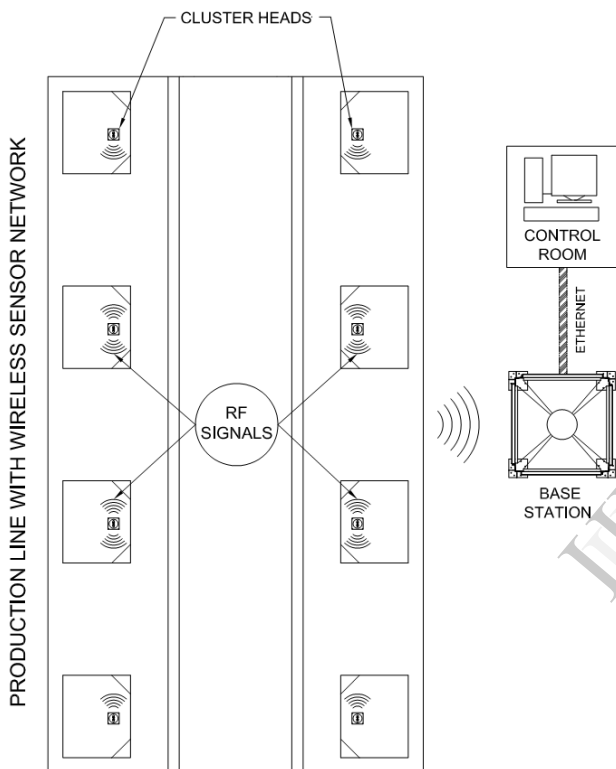 CLUSTER HEADS
PRODUCTION LINE WITH WIRELESS SENSOR NETWORK
RF
SIGNALS
CONTROL
ROOM
ETHERNET
BASE
STATION